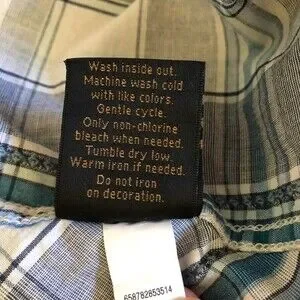 Wash inside out.
Machine wash cold
with like colors.
Gentle cycle.
Only non-chlorine
bleach when needed.
Tumble dry low.
Warm iron if needed.
Do not iron
on decoration.
658782853514